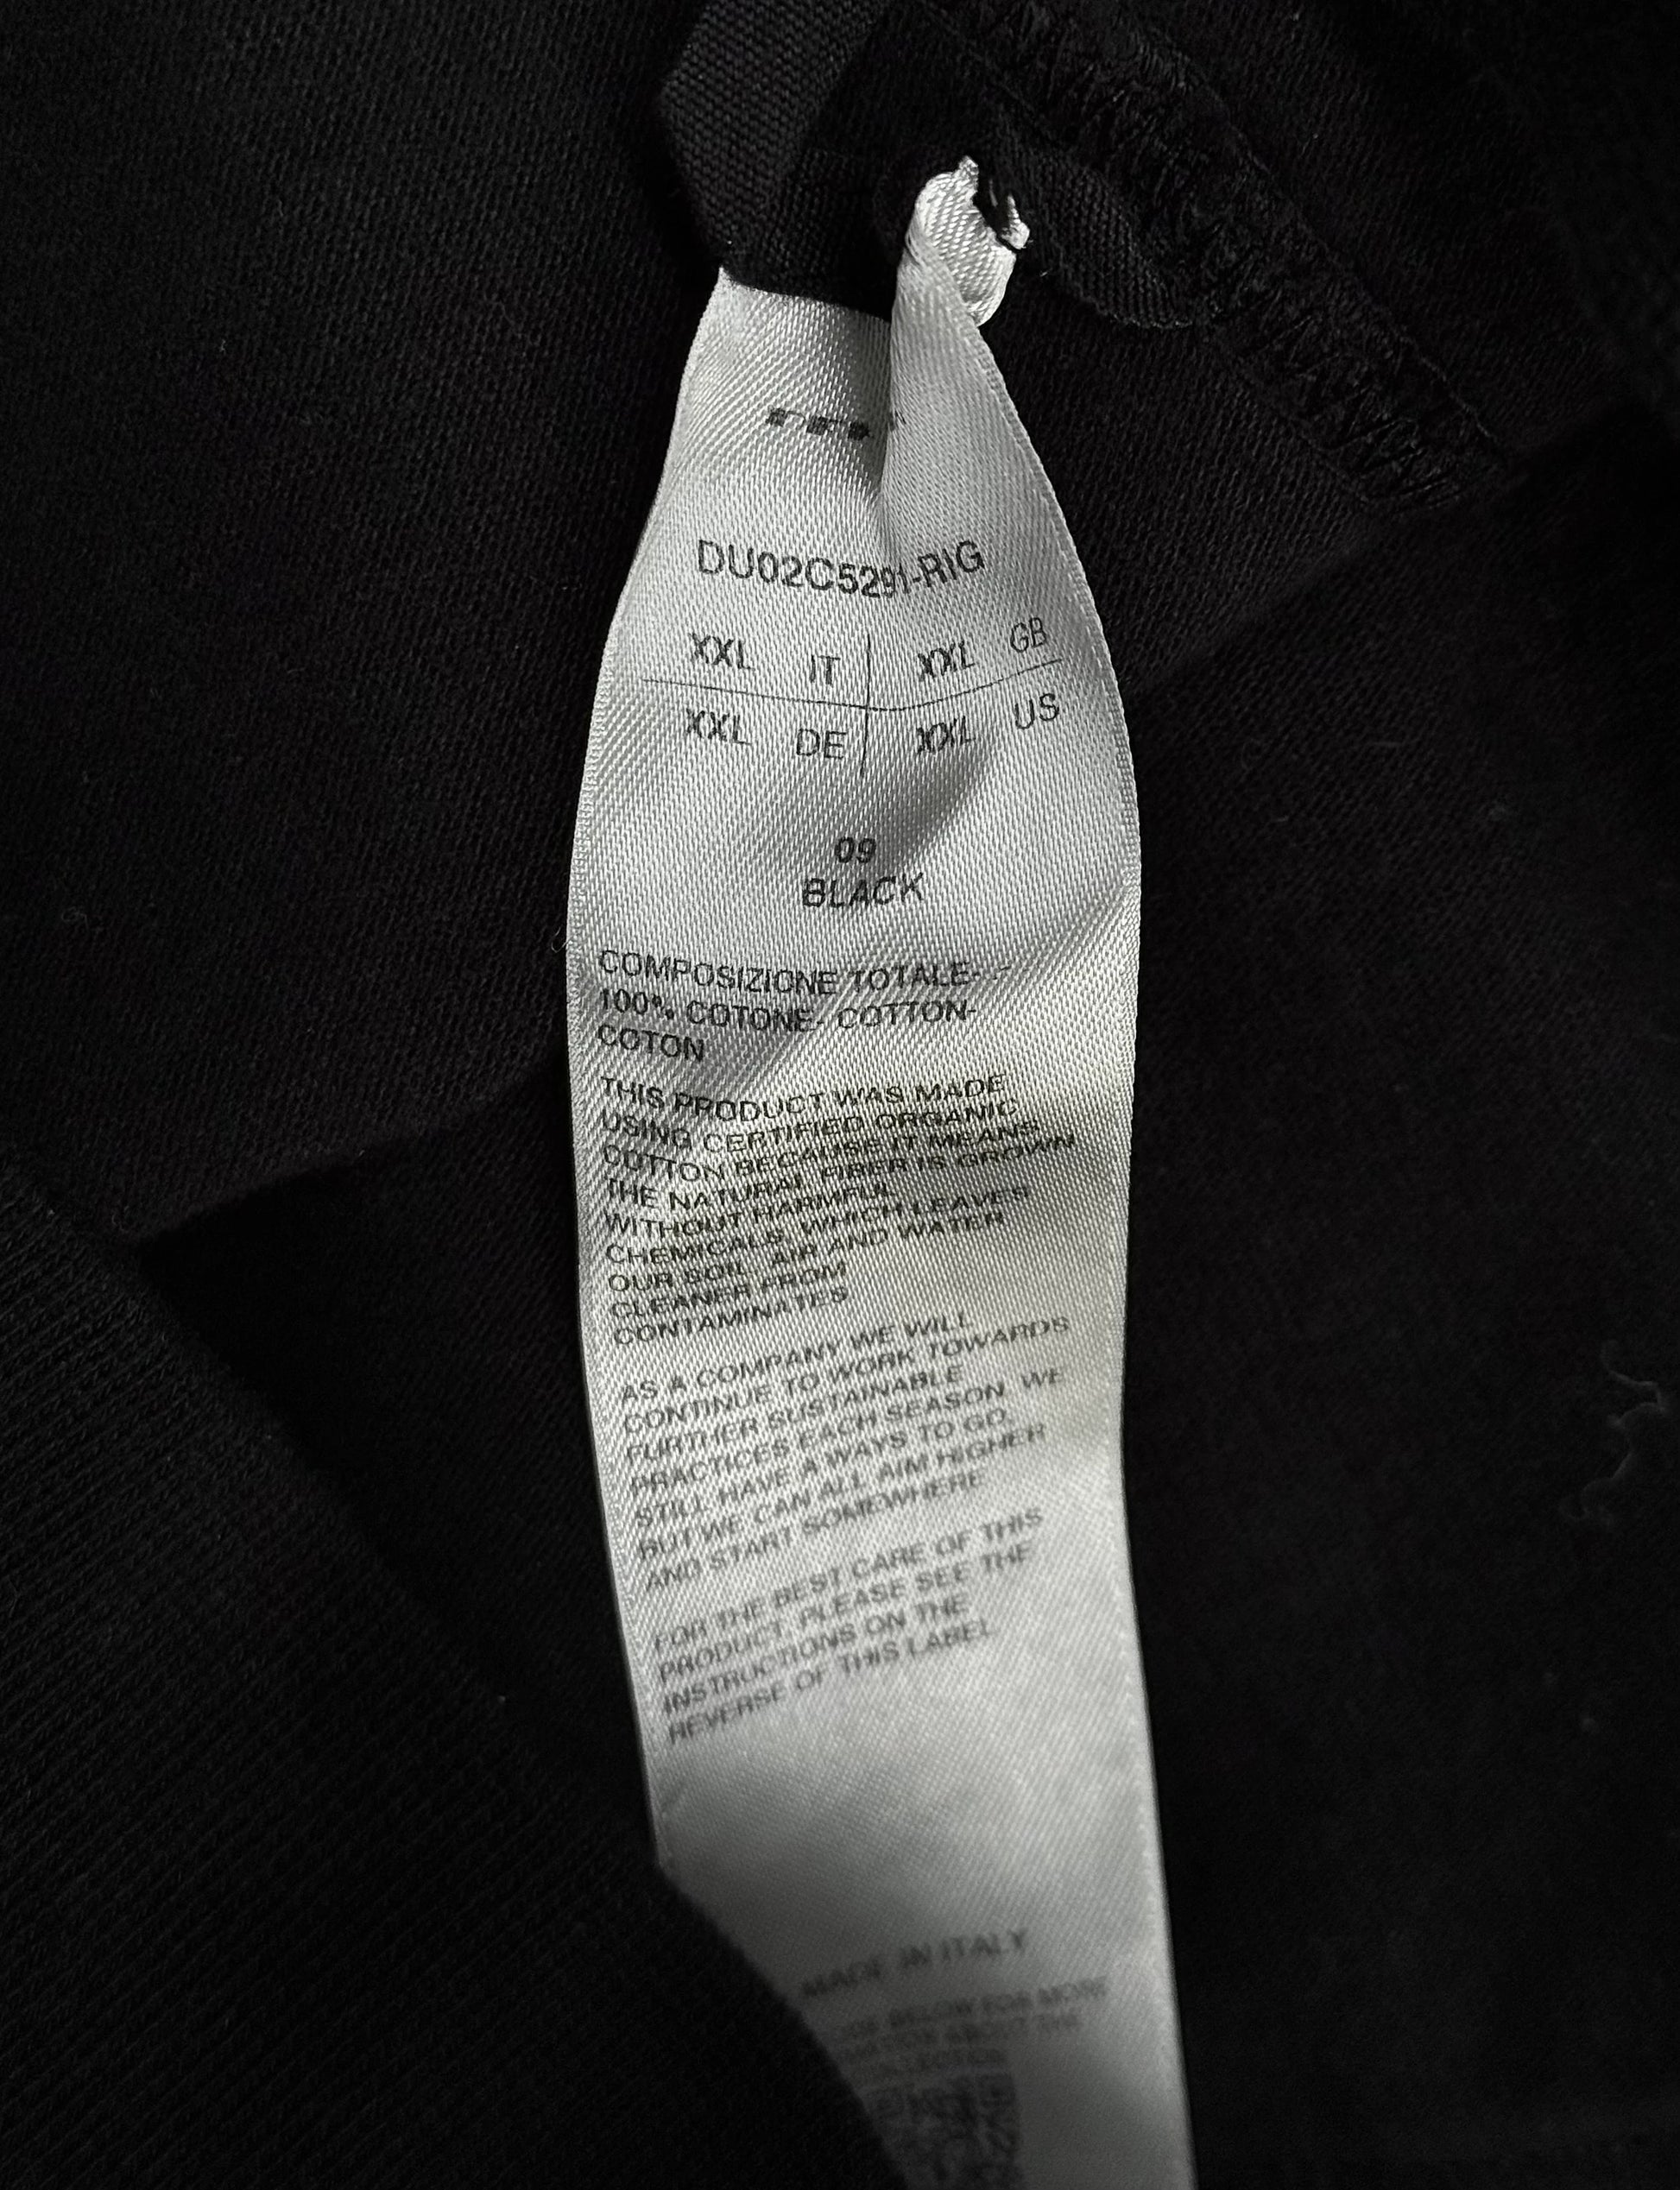 DU02C5291-RIG
XXL IT XXL GB
XXL DE XXL US
09
BLACK
COMPOSIZIONE TOTALE- -
100% COTONE- COTTON-
COTON
THIS PRODUCT WAS MADE
USING CERTIFIED ORGANIC
COTTON BECAUSE IT MEANS
THE NATURAL FIBER IS GROWN
WITHOUT HARMFUL
CHEMICALS, WHICH LEAVES
OUR SOIL, AIR AND WATER
CLEANER FROM
CONTAMINATES
AS A COMPANY WE WILL
CONTINUE TO WORK TOWARDS
FURTHER SUSTAINABLE
PRACTICES EACH SEASON. WE
STILL HAVE A WAYS TO GO,
BUT WE CAN ALL AIM HIGHER
AND START SOMEWHERE
FOR THE BEST CARE OF THIS
PRODUCT, PLEASE SEE THE
INSTRUCTIONS ON THE
REVERSE OF THIS LABEL
MADE IN ITALY
BELOW FOR MORE
ABOUT THE